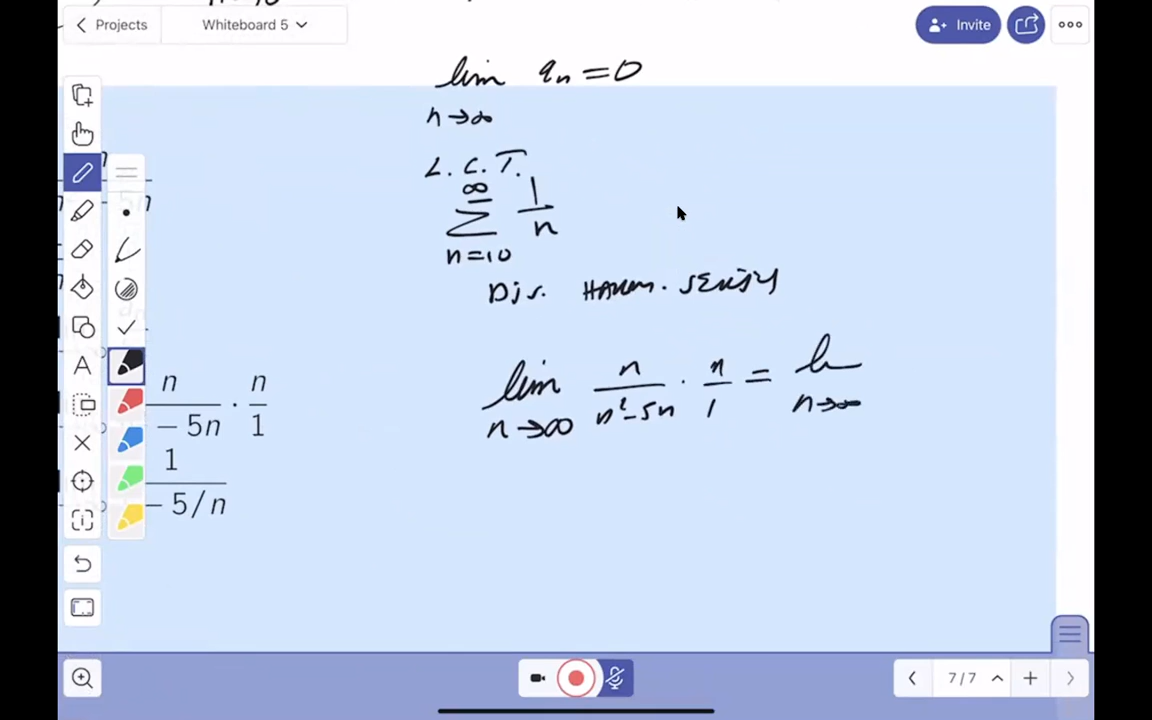 Projects
Whiteboard 5
Invite
lim aₙ = 0
n→∞
L. C. T.
∞
Σ 1/n
n=10
Div. Harm. Series
lim n/(n²-5n) · n/1 = li
n→∞ n→∞
n/(- 5n) · n/1
1/(- 5/n)
7/7